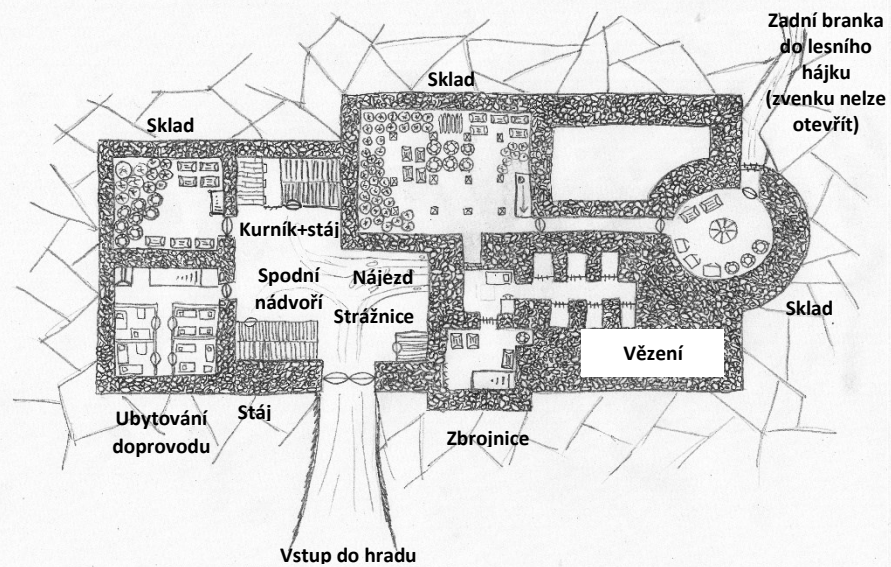 Zadní branka
do lesního
hájku
(zvenku nelze
otevřít)
Sklad
Sklad
Kurník+stáj
Spodní
nádvoří
Nájezd
Strážnice
Sklad
Vězení
Ubytování
doprovodu
Stáj
Zbrojnice
Vstup do hradu